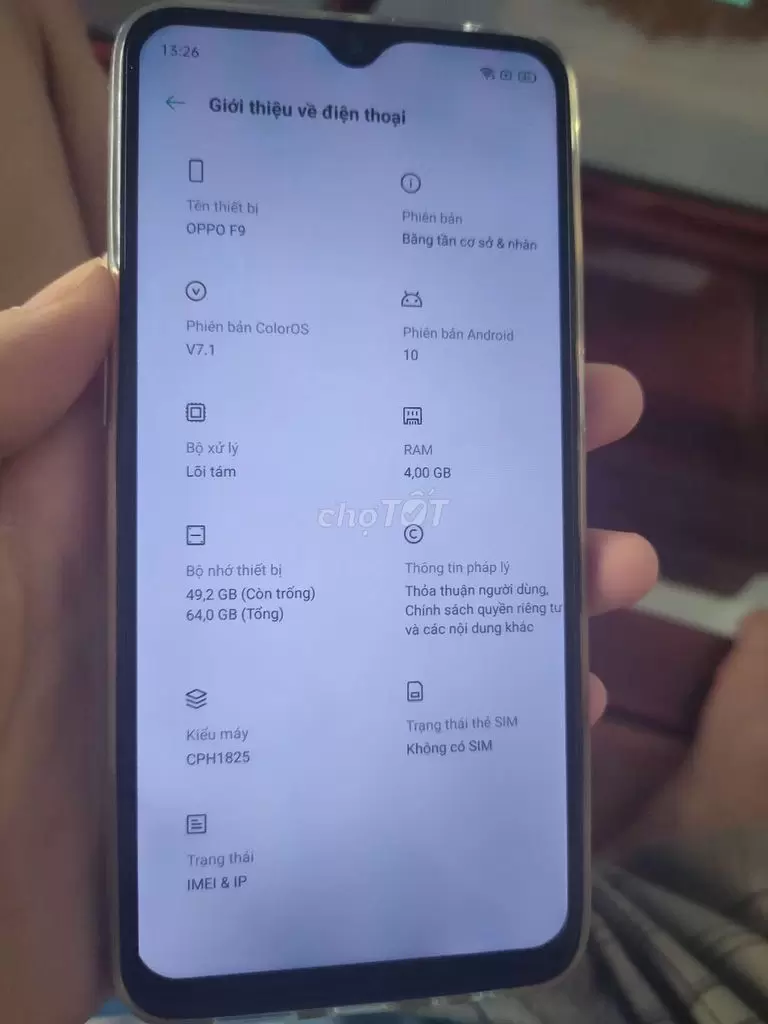 13:26
Giới thiệu về điện thoại
Tên thiết bị
OPPO F9
Phiên bản
Băng tần cơ sở & nhân
Phiên bản ColorOS
V7.1
Phiên bản Android
10
Bộ xử lý
Lõi tám
RAM
4,00 GB
chợTỐT
Bộ nhớ thiết bị
49,2 GB (Còn trống)
64,0 GB (Tổng)
Thông tin pháp lý
Thỏa thuận người dùng,
Chính sách quyền riêng tư
và các nội dung khác
Kiểu máy
CPH1825
Trạng thái thẻ SIM
Không có SIM
Trạng thái
IMEI & IP